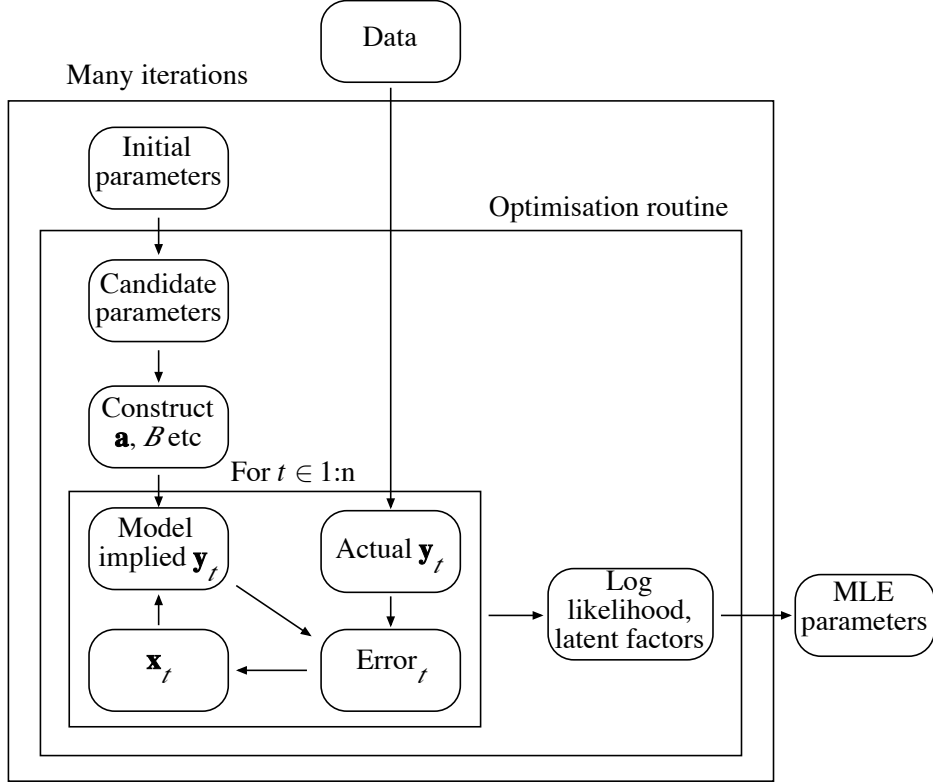 Data
Many iterations
Initial
parameters
Optimisation routine
Candidate
parameters
Construct
𝐚, B etc
For t ∈ 1:n
Model
implied 𝐲_t
Actual 𝐲_t
Log
likelihood,
latent factors
MLE
parameters
𝐱_t
Error_t